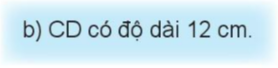 b) CD có độ dài 12 cm.